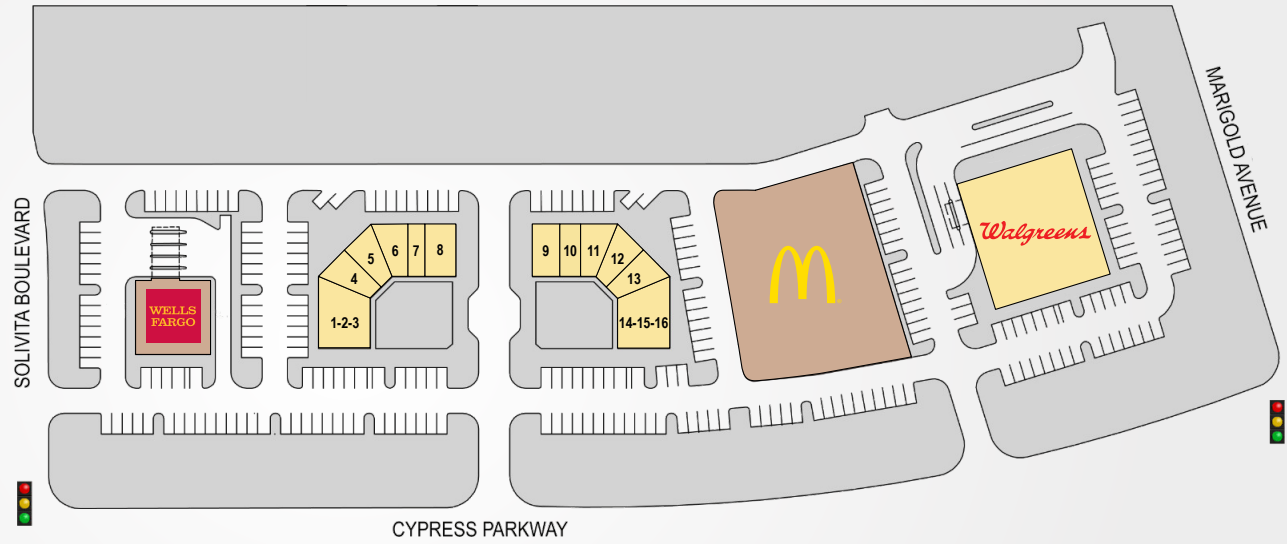 MARIGOLD AVENUE
SOLIVITA BOULEVARD
6 7 8
5
4
1-2-3
9 10 11
12
13
14-15-16
WELLS
FARGO
Walgreens
CYPRESS PARKWAY